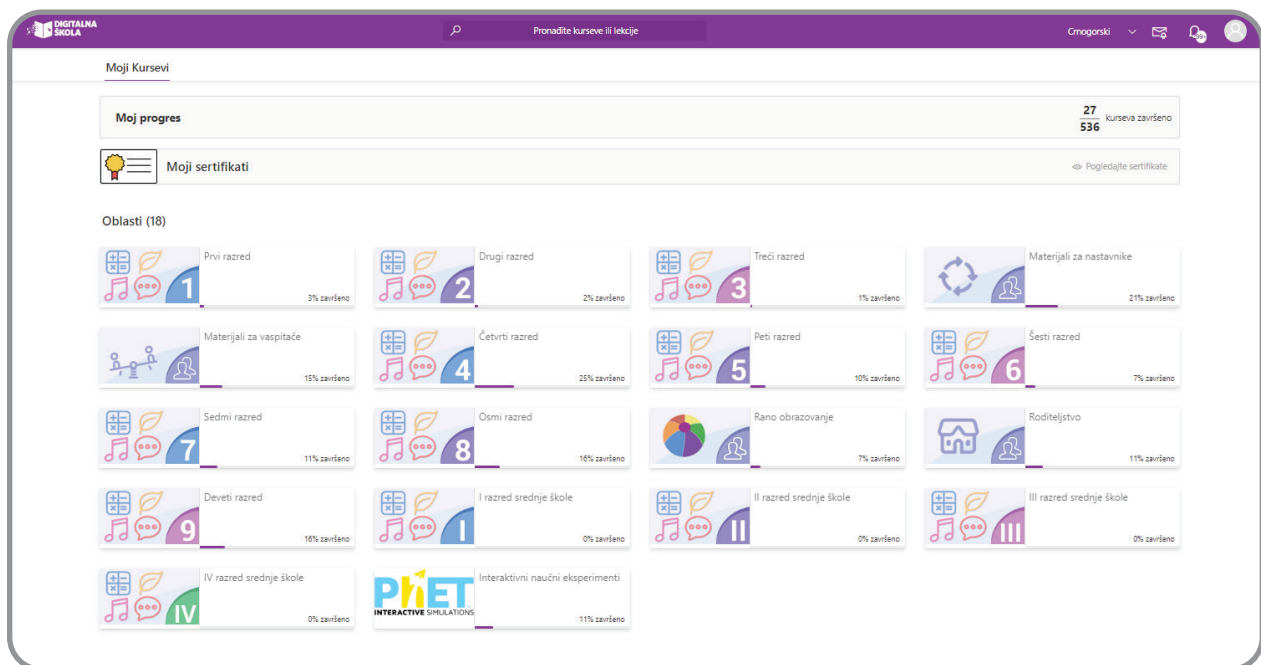 DIGITALNA
ŠKOLA
Pronađite kurseve ili lekcije
Crnogorski
99+
Moji Kursevi
Moj progres
27
536
kurseva završeno
Moji sertifikati
Pogledajte sertifikate
Oblasti (18)
1
Prvi razred
3% završeno
2
Drugi razred
2% završeno
3
Treći razred
1% završeno
Materijali za nastavnike
21% završeno
Materijali za vaspitače
15% završeno
4
Četvrti razred
25% završeno
5
Peti razred
10% završeno
6
Šesti razred
7% završeno
7
Sedmi razred
11% završeno
8
Osmi razred
16% završeno
Rano obrazovanje
7% završeno
Roditeljstvo
11% završeno
9
Deveti razred
16% završeno
I
I razred srednje škole
0% završeno
II
II razred srednje škole
0% završeno
III
III razred srednje škole
0% završeno
IV
IV razred srednje škole
0% završeno
PhET
INTERACTIVE SIMULATIONS
Interaktivni naučni eksperimenti
11% završeno